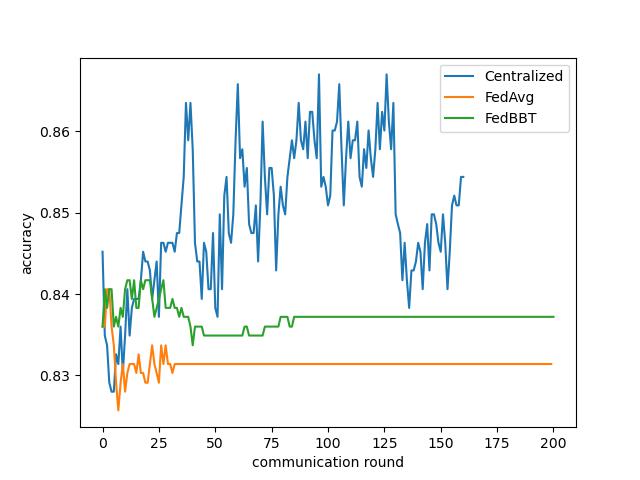 Centralized
FedAvg
FedBBT
0.86
0.85
0.84
0.83
accuracy
0 25 50 75 100 125 150 175 200
communication round